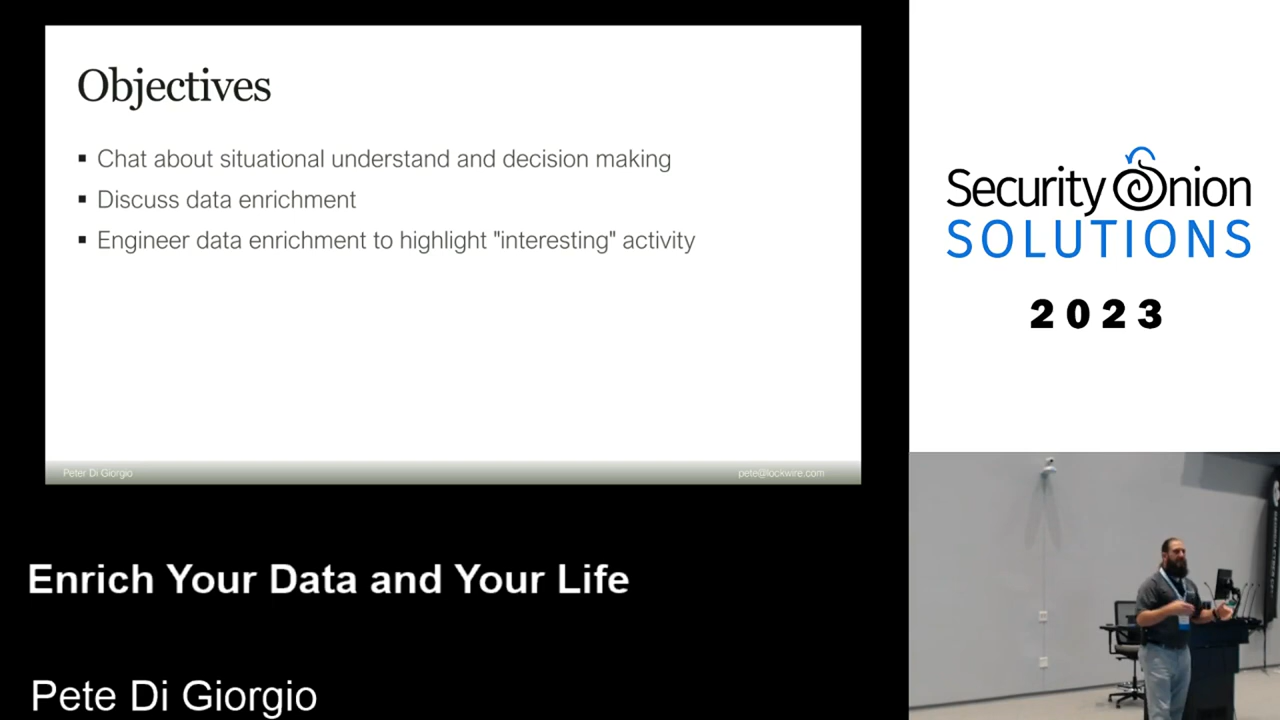 Objectives
▪ Chat about situational understand and decision making
▪ Discuss data enrichment
▪ Engineer data enrichment to highlight "interesting" activity
Peter Di Giorgio
pete@lockwire.com
Enrich Your Data and Your Life
Pete Di Giorgio
Security Onion
SOLUTIONS
2023